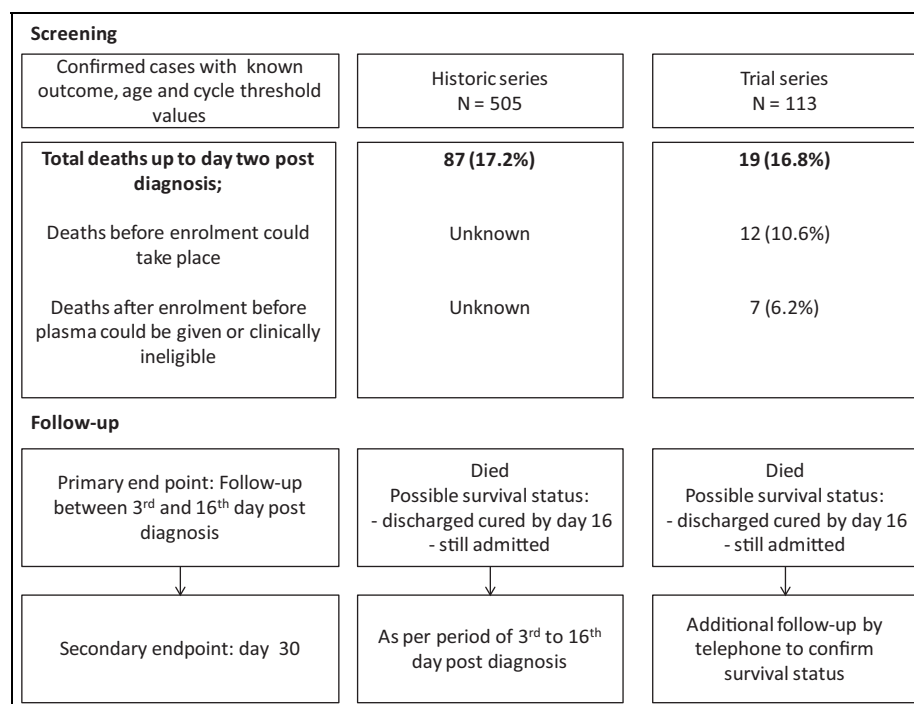 Screening
Confirmed cases with known
outcome, age and cycle threshold
values
Historic series
N = 505
Trial series
N = 113
Total deaths up to day two post
diagnosis;
87 (17.2%)
19 (16.8%)
Deaths before enrolment could
take place
Unknown
12 (10.6%)
Deaths after enrolment before
plasma could be given or clinically
ineligible
Unknown
7 (6.2%)
Follow-up
Primary end point: Follow-up
between 3rd and 16th day post
diagnosis
Died
Possible survival status:
- discharged cured by day 16
- still admitted
Died
Possible survival status:
- discharged cured by day 16
- still admitted
Secondary endpoint: day 30
As per period of 3rd to 16th
day post diagnosis
Additional follow-up by
telephone to confirm
survival status